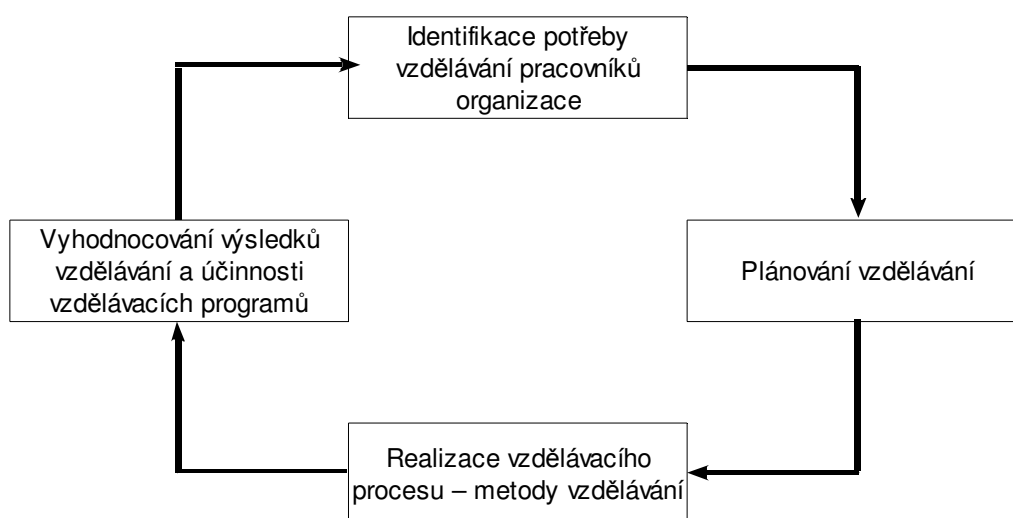 Identifikace potřeby
vzdělávání pracovníků
organizace
Vyhodnocování výsledků
vzdělávání a účinnosti
vzdělávacích programů
Plánování vzdělávání
Realizace vzdělávacího
procesu – metody vzdělávání